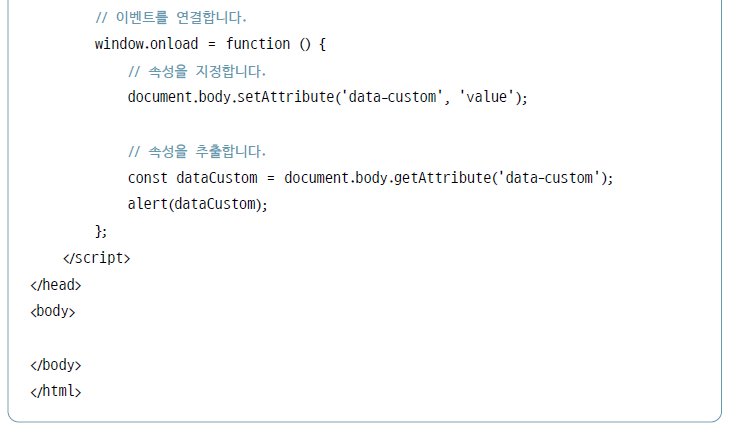 // 이벤트를 연결합니다.
window.onload = function () {
// 속성을 지정합니다.
document.body.setAttribute('data-custom', 'value');
// 속성을 추출합니다.
const dataCustom = document.body.getAttribute('data-custom');
alert(dataCustom);
};
</script>
</head>
<body>
</body>
</html>